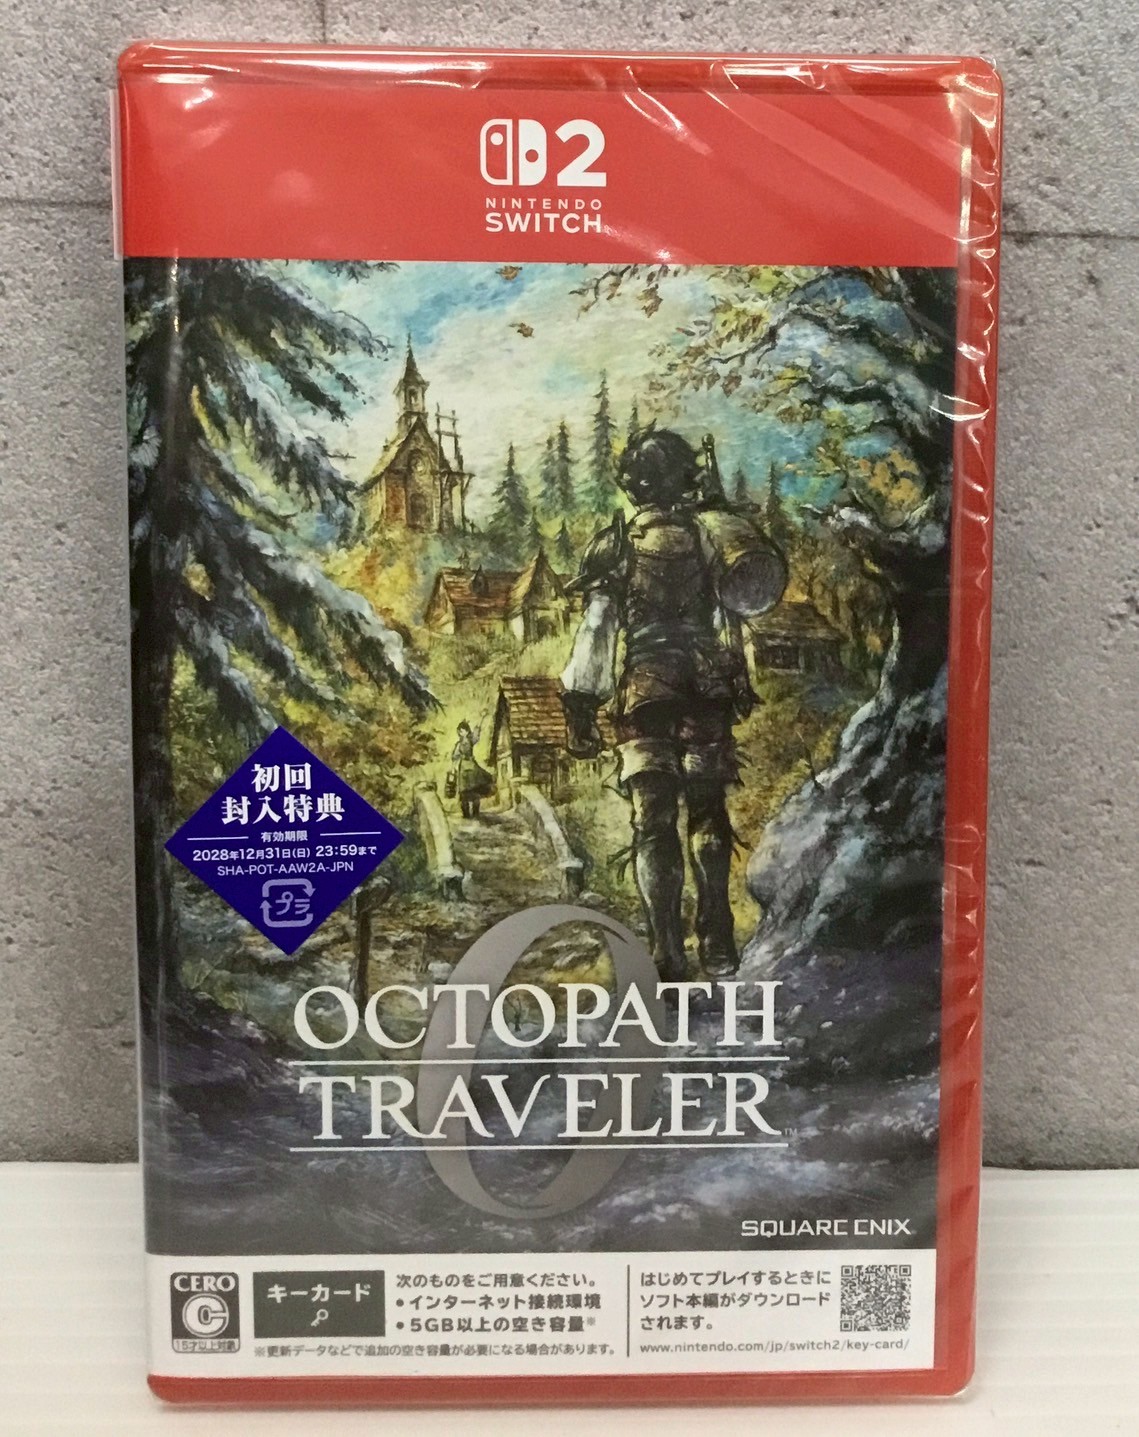 2
NINTENDO
SWITCH
初回
封入特典
有効期限
2028年12月31日(日) 23:59まで
SHA-POT-AAW2A-JPN
プラ
0
OCTOPATH
TRAVELER™
SQUARE ENIX
CERO
C
15才以上対象
キーカード
次のものをご用意ください。
•インターネット接続環境
•5GB以上の空き容量※
※更新データなどで追加の空き容量が必要になる場合があります。
はじめてプレイするときに
ソフト本編がダウンロード
されます。
www.nintendo.com/jp/switch2/key-card/